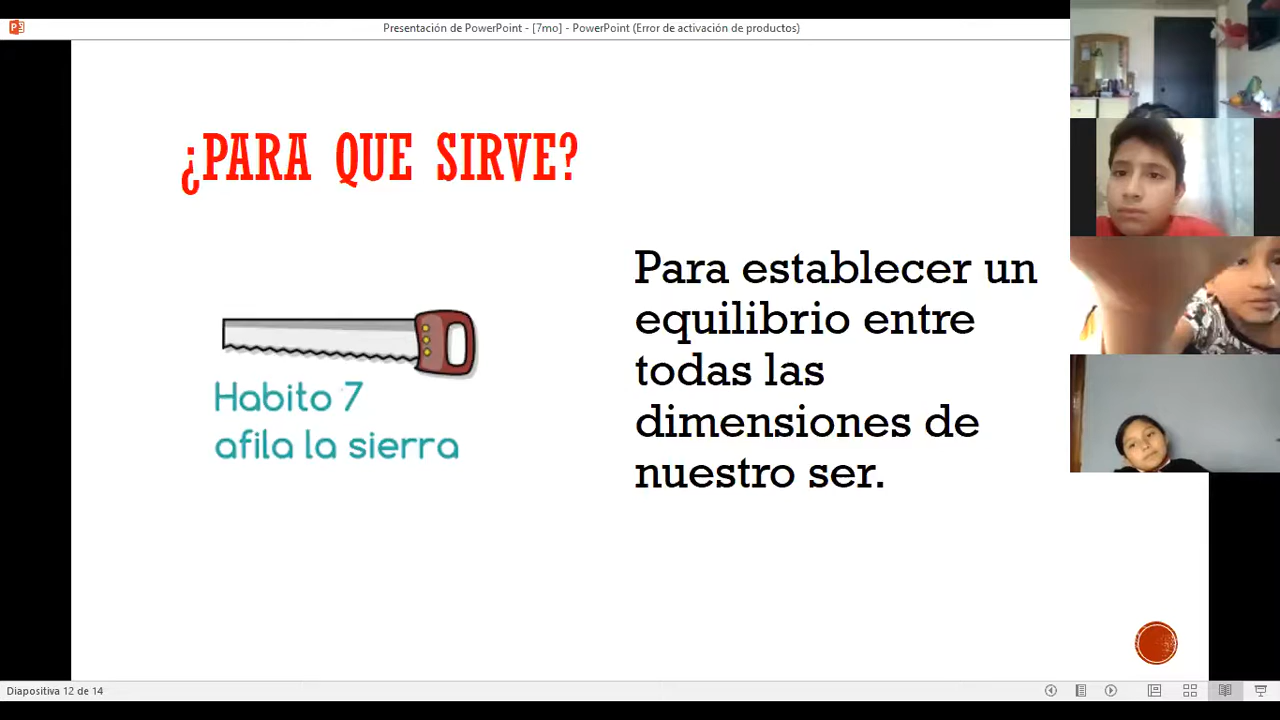 Presentación de PowerPoint - [7mo] - PowerPoint (Error de activación de productos)
¿PARA QUE SIRVE?
Habito 7
afila la sierra
Para establecer un
equilibrio entre
todas las
dimensiones de
nuestro ser.
Diapositiva 12 de 14